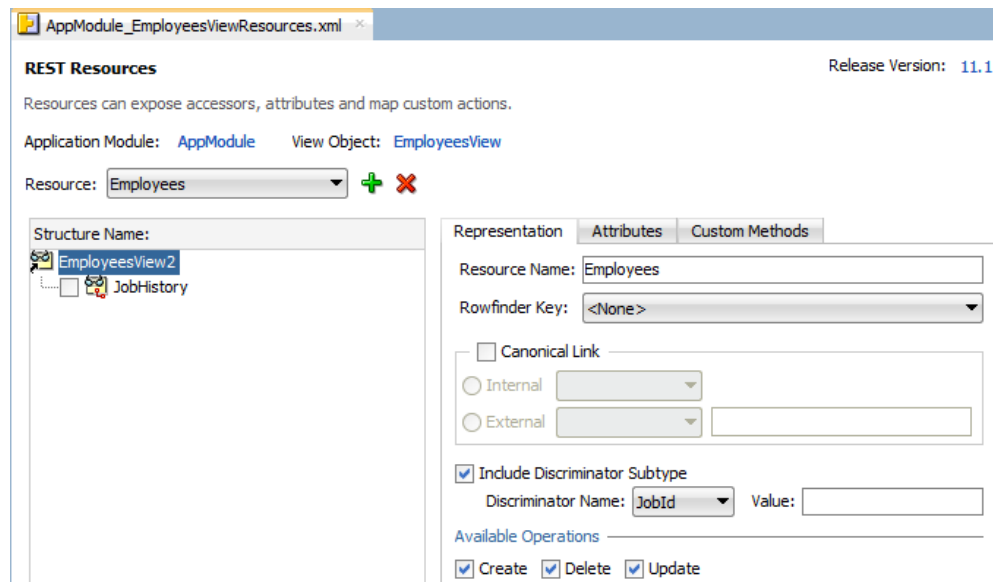 AppModule_EmployeesViewResources.xml
REST Resources
Release Version: 11.1
Resources can expose accessors, attributes and map custom actions.
Application Module: AppModule View Object: EmployeesView
Resource: Employees
Structure Name:
EmployeesView2
JobHistory
Representation Attributes Custom Methods
Resource Name: Employees
Rowfinder Key: <None>
Canonical Link
Internal
External
Include Discriminator Subtype
Discriminator Name: JobId Value:
Available Operations
Create Delete Update